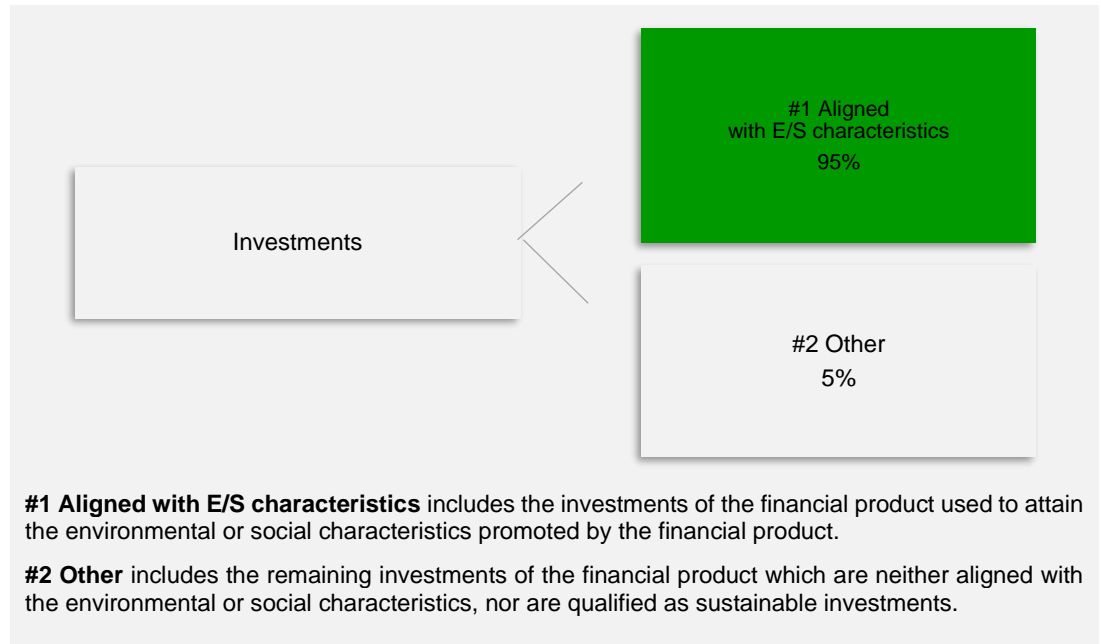 #1 Aligned
with E/S characteristics
95%
Investments
#2 Other
5%
#1 Aligned with E/S characteristics includes the investments of the financial product used to attain
the environmental or social characteristics promoted by the financial product.
#2 Other includes the remaining investments of the financial product which are neither aligned with
the environmental or social characteristics, nor are qualified as sustainable investments.